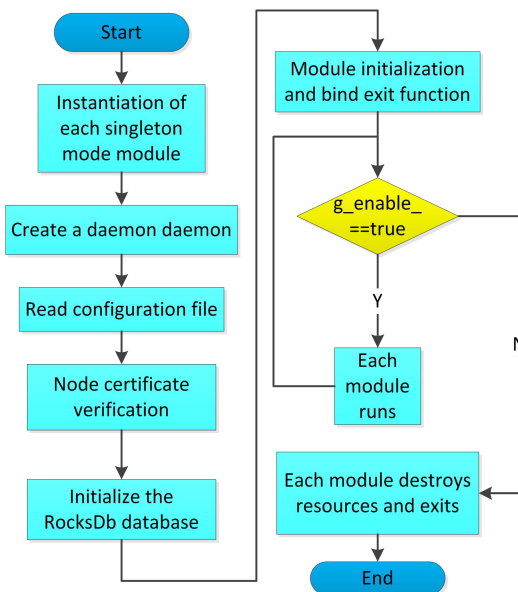 Start
Instantiation of
each singleton
mode module
Create a daemon daemon
Read configuration file
Node certificate
verification
Initialize the
RocksDb database
Module initialization
and bind exit function
g_enable_
==true
Y
N
Each
module
runs
Each module destroys
resources and exits
End